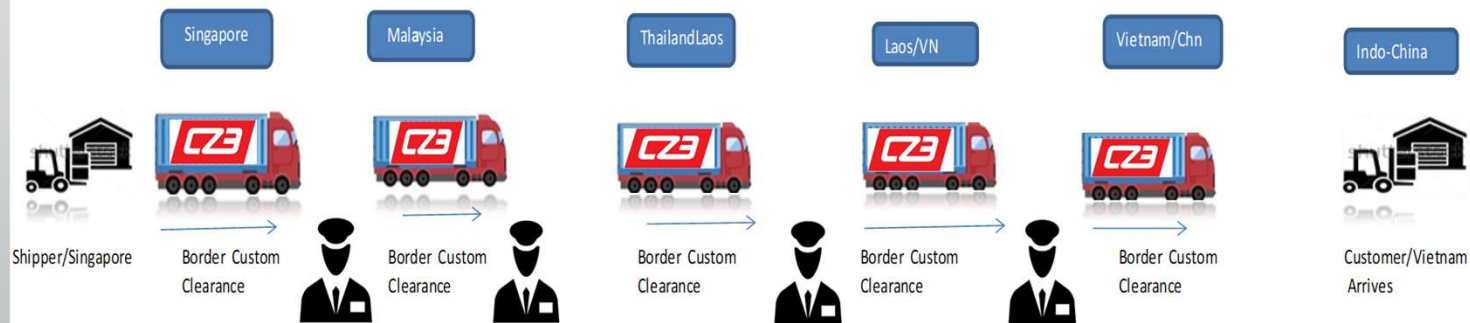 Singapore
Malaysia
ThailandLaos
Laos/VN
Vietnam/Chn
Indo-China
CZ3
CZ3
CZ3
CZ3
CZ3
Shipper/Singapore
Border Custom
Clearance
Border Custom
Clearance
Border Custom
Clearance
Border Custom
Clearance
Border Custom
Clearance
Customer/Vietnam
Arrives